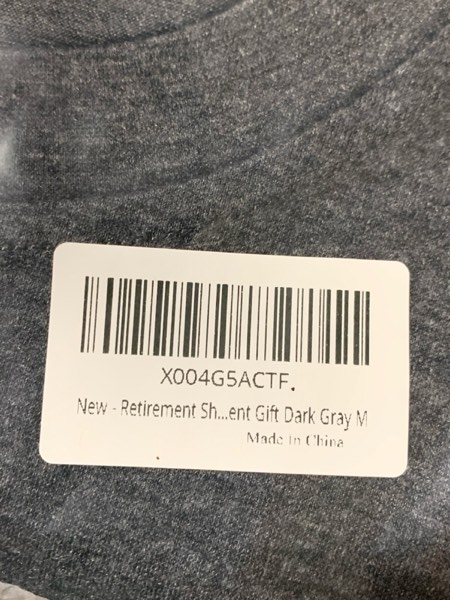 X004G5ACTF.
New - Retirement Sh...ent Gift Dark Gray M
Made In China